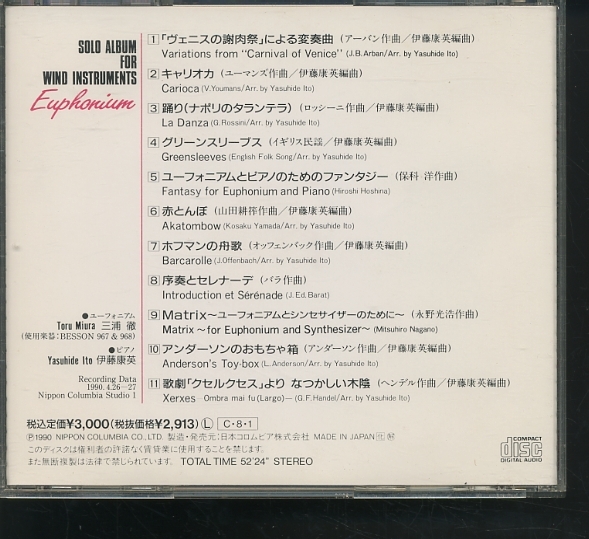 SOLO ALBUM
FOR
WIND INSTRUMENTS
Euphonium
1 「ヴェニスの謝肉祭」による変奏曲 (アーバン作曲/伊藤康英編曲)
Variations from "Carnival of Venice" (J.B.Arban/Arr. by Yasuhide Ito)
2 キャリオカ (ユーマンズ作曲/伊藤康英編曲)
Carioca (V.Youmans/Arr. by Yasuhide Ito)
3 踊り(ナポリのタランテラ) (ロッシーニ作曲/伊藤康英編曲)
La Danza (G.Rossini/Arr. by Yasuhide Ito)
4 グリーンスリーブス (イギリス民謡/伊藤康英編曲)
Greensleeves (English Folk Song/Arr. by Yasuhide Ito)
5 ユーフォニアムとピアノのためのファンタジー (保科 洋作曲)
Fantasy for Euphonium and Piano (Hiroshi Hoshina)
6 赤とんぼ (山田耕筰作曲/伊藤康英編曲)
Akatombow (Kosaku Yamada/Arr. by Yasuhide Ito)
7 ホフマンの舟歌 (オッフェンバック作曲/伊藤康英編曲)
Barcarolle (J.Offenbach/Arr. by Yasuhide Ito)
8 序奏とセレナーデ (バラ作曲)
Introduction et Sérénade (J.Ed.Barat)
9 Matrix〜ユーフォニアムとシンセサイザーのために〜 (永野光浩作曲)
Matrix 〜for Euphonium and Synthesizer〜 (Mitsuhiro Nagano)
10 アンダーソンのおもちゃ箱 (アンダーソン作曲/伊藤康英編曲)
Anderson's Toy-box (L.Anderson/Arr. by Yasuhide Ito)
11 歌劇「クセルクセス」より なつかしい木陰 (ヘンデル作曲/伊藤康英編曲)
Xerxes—Ombra mai fu(Largo)— (G.F.Handel/Arr. by Yasuhide Ito)
●ユーフォニアム
Toru Miura 三浦 徹
(使用楽器:BESSON 967 & 968)
●ピアノ
Yasuhide Ito 伊藤康英
Recording Data
1990.4.26—27
Nippon Columbia Studio 1
税込定価¥3,000(税抜価格¥2,913) Ⓛ C・8・1
Ⓟ1990 NIPPON COLUMBIA CO., LTD. 製造・発売元:日本コロムビア株式会社 MADE IN JAPAN
このディスクは権利者の許諾なく賃貸業に使用することを禁じます。
また無断複製は法律で禁じられています。 TOTAL TIME 52'24" STEREO
COMPACT
disc
DIGITAL AUDIO